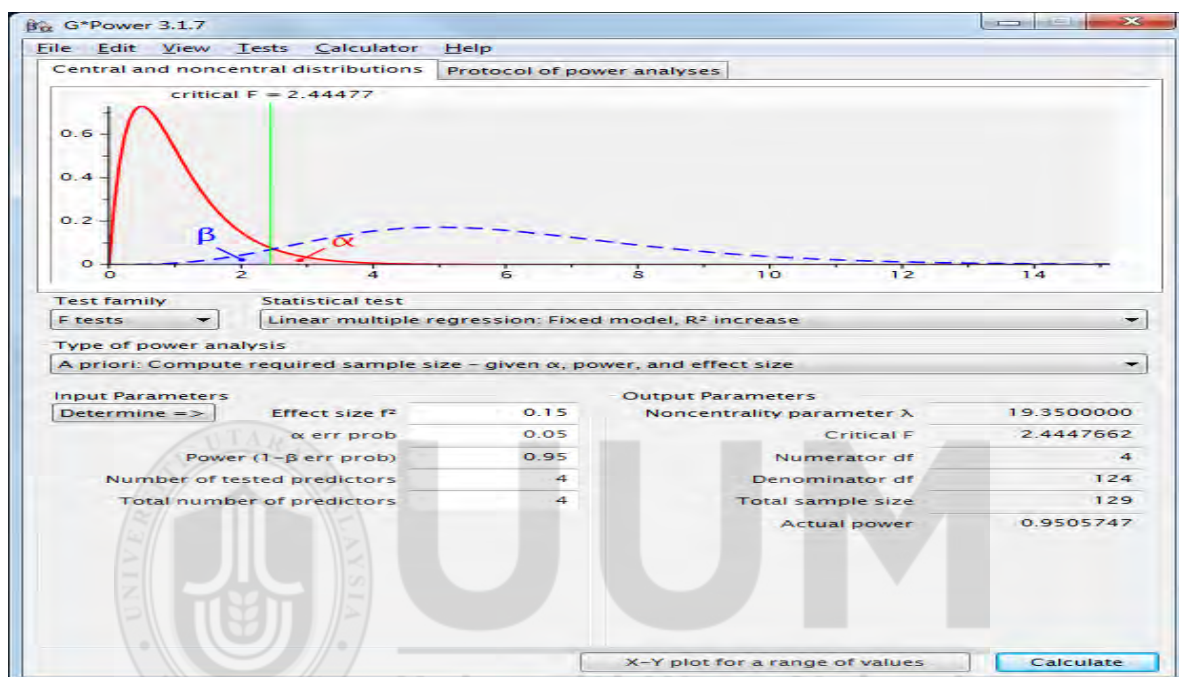 βα G*Power 3.1.7
File Edit View Tests Calculator Help
Central and noncentral distributions Protocol of power analyses
critical F = 2.44477
0.6
0.4
0.2
0
β
α
0 2 4 6 8 10 12 14
Test family Statistical test
F tests Linear multiple regression: Fixed model, R² increase
Type of power analysis
A priori: Compute required sample size – given α, power, and effect size
Input Parameters Output Parameters
Determine => Effect size f² 0.15 Noncentrality parameter λ 19.3500000
α err prob 0.05 Critical F 2.4447662
Power (1-β err prob) 0.95 Numerator df 4
Number of tested predictors 4 Denominator df 124
Total number of predictors 4 Total sample size 129
Actual power 0.9505747
UNIVERSITI UTARA MALAYSIA
UUM
X-Y plot for a range of values Calculate